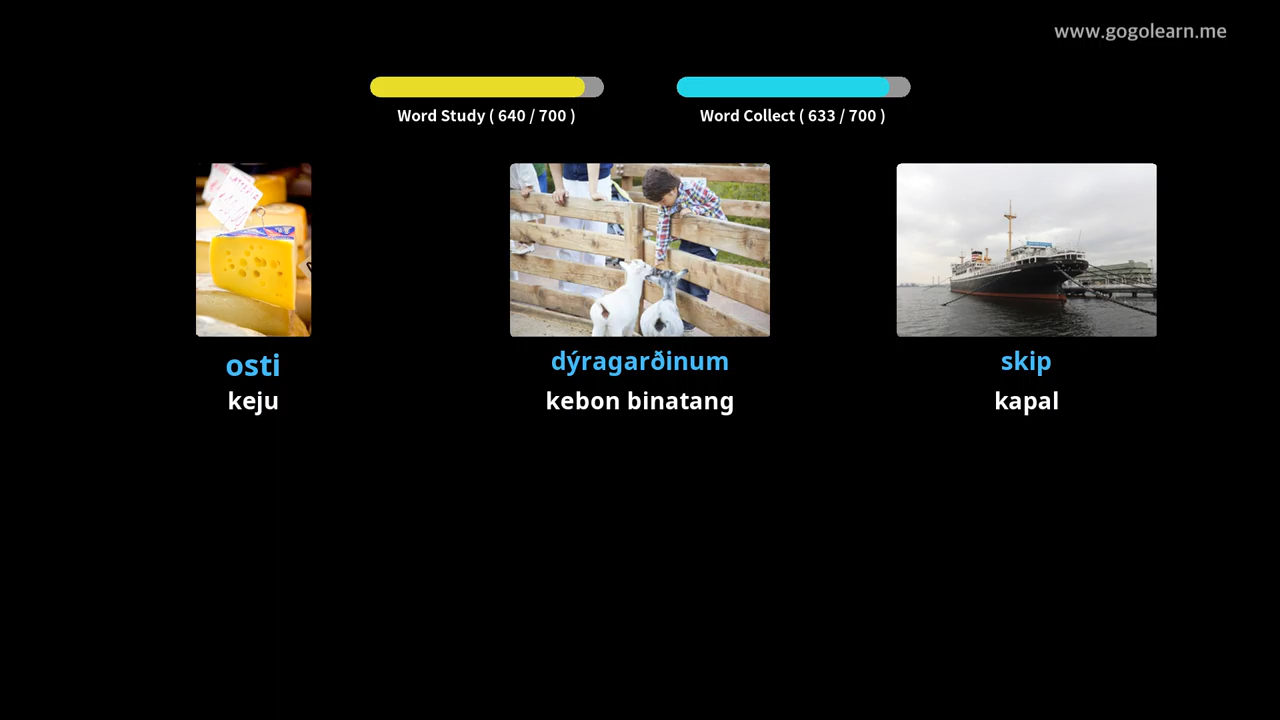 www.gogolearn.me
Word Study ( 640 / 700 )
Word Collect ( 633 / 700 )
osti
keju
dýragarðinum
kebon binatang
skip
kapal